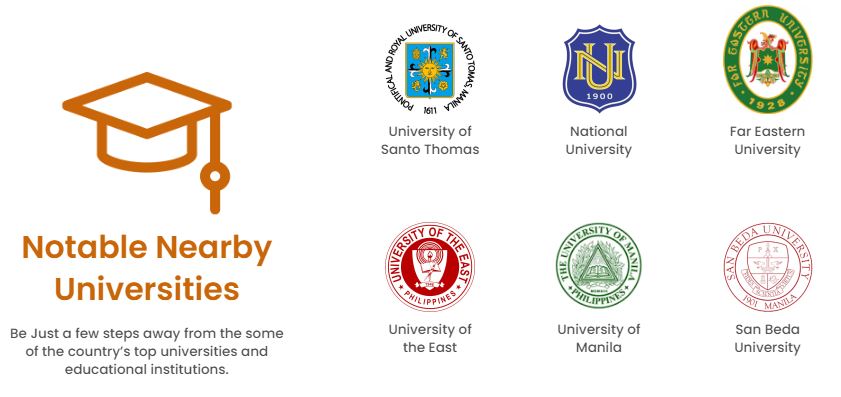 Notable Nearby
Universities
Be Just a few steps away from the some
of the country's top universities and
educational institutions.
PONTIFICAL AND ROYAL UNIVERSITY OF SANTO TOMAS, MANILA
1611
University of
Santo Thomas
NU
1900
National
University
FAR EASTERN UNIVERSITY
1928
Far Eastern
University
UNIVERSITY OF THE EAST
PHILIPPINES
University of
the East
THE UNIVERSITY OF MANILA
PHILIPPINES
University of
Manila
SAN BEDA UNIVERSITY
PAX
1901 MANILA
San Beda
University